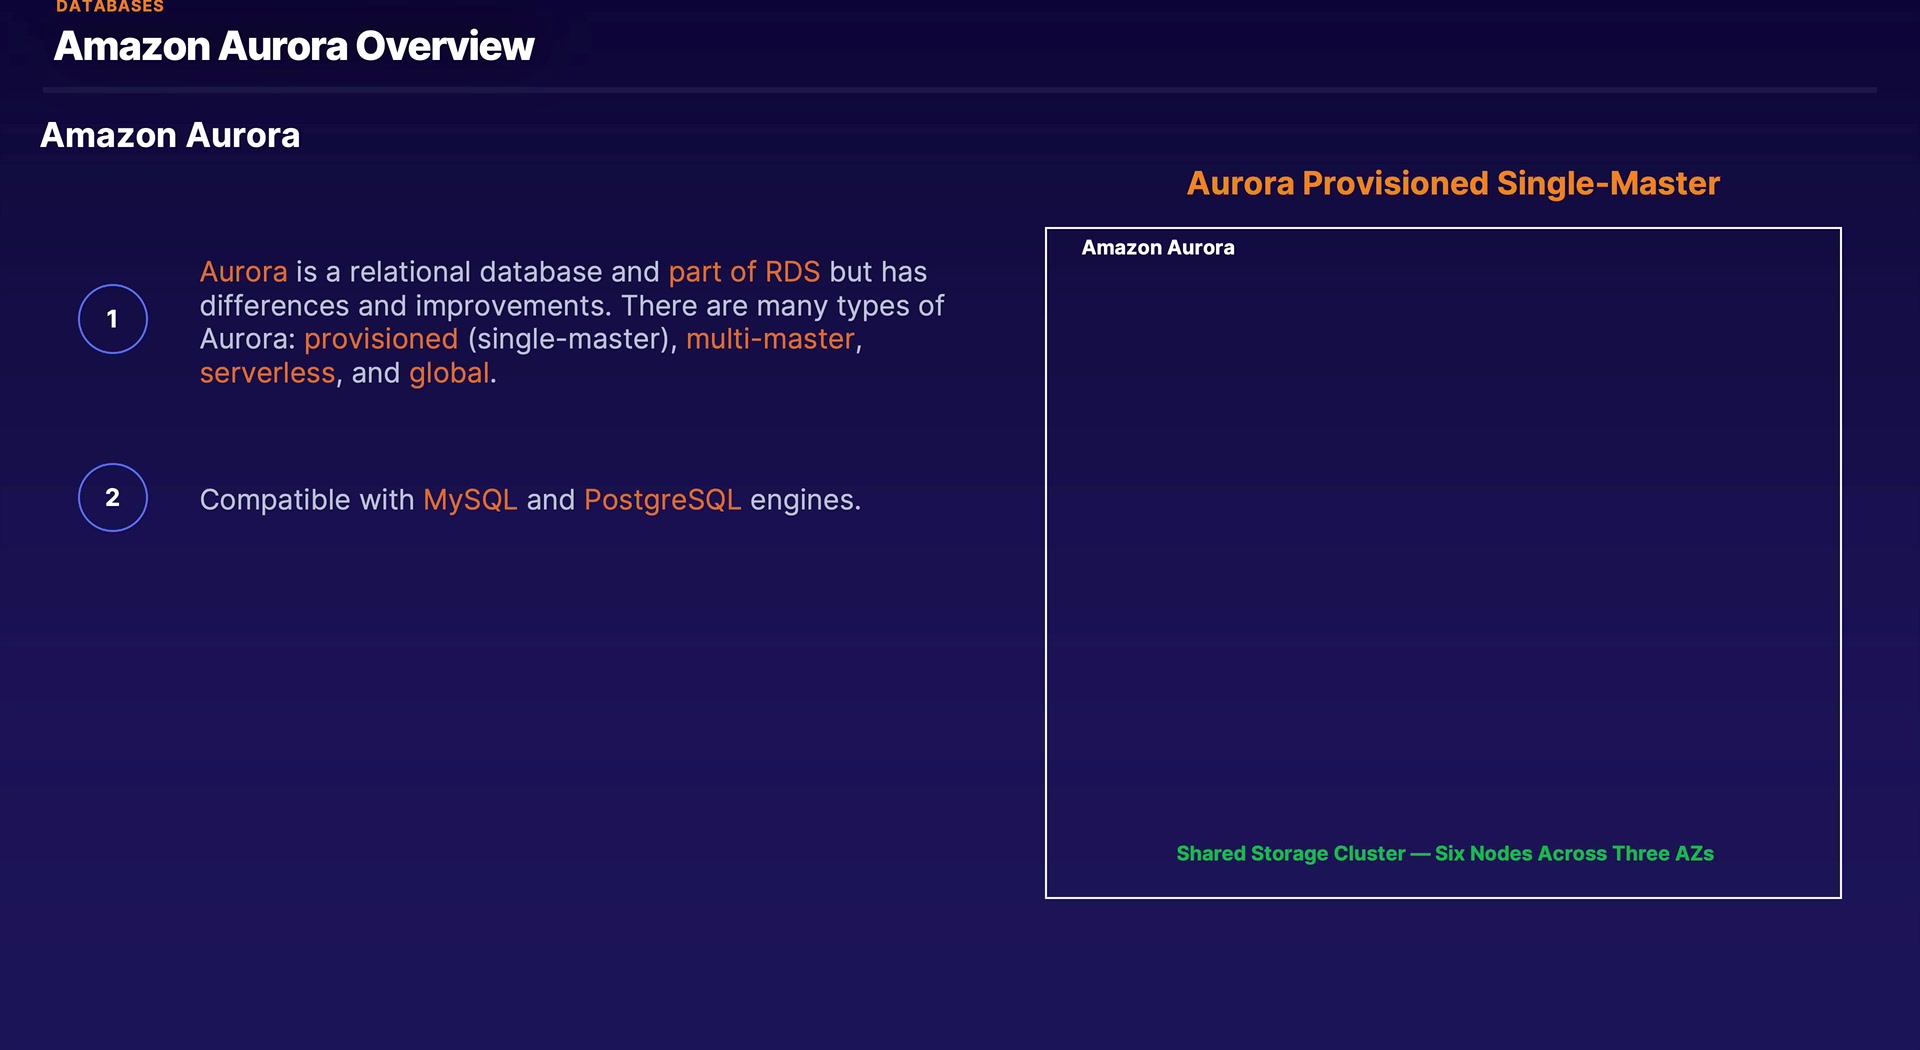 DATABASES
Amazon Aurora Overview
Amazon Aurora
1
Aurora is a relational database and part of RDS but has
differences and improvements. There are many types of
Aurora: provisioned (single-master), multi-master,
serverless, and global.
2
Compatible with MySQL and PostgreSQL engines.
Aurora Provisioned Single-Master
Amazon Aurora
Shared Storage Cluster — Six Nodes Across Three AZs